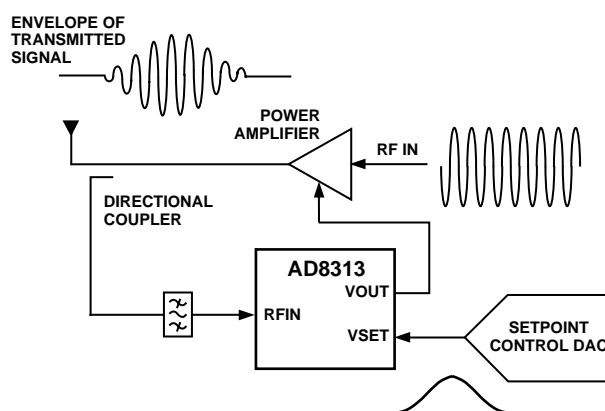 ENVELOPE OF
TRANSMITTED
SIGNAL
POWER
AMPLIFIER
RF IN
DIRECTIONAL
COUPLER
AD8313
VOUT
RFIN
VSET
SETPOINT
CONTROL DAC